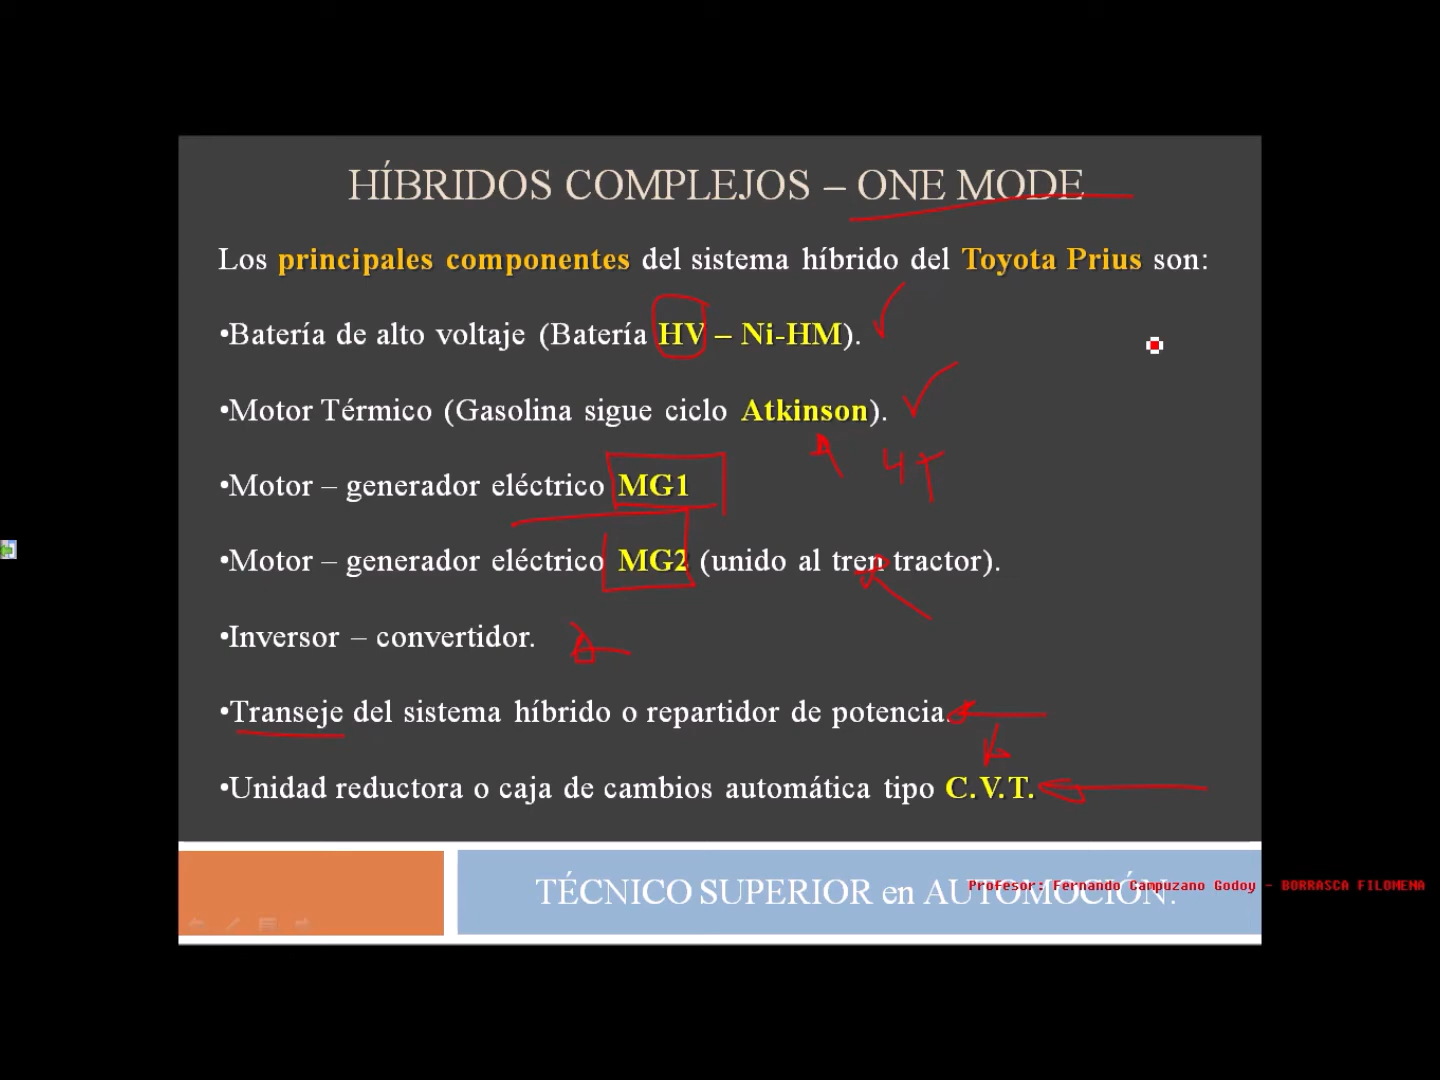 HÍBRIDOS COMPLEJOS – ONE MODE
Los principales componentes del sistema híbrido del Toyota Prius son:
•Batería de alto voltaje (Batería HV – Ni-HM).
•Motor Térmico (Gasolina sigue ciclo Atkinson).
4T
•Motor – generador eléctrico MG1
•Motor – generador eléctrico MG2 (unido al tren tractor).
•Inversor – convertidor.
•Transeje del sistema híbrido o repartidor de potencia.
•Unidad reductora o caja de cambios automática tipo C.V.T.
TÉCNICO SUPERIOR en AUTOMOCIÓN.
Profesor: Fernando Campuzano Godoy - BORRASCA FILOMENA